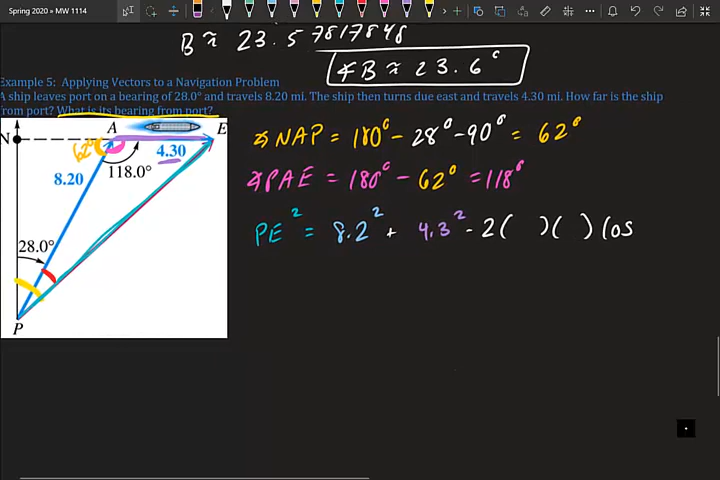 Spring 2020 » MW 1114
B ≈ 23.57817848
∢B ≈ 23.6°
Example 5: Applying Vectors to a Navigation Problem
A ship leaves port on a bearing of 28.0° and travels 8.20 mi. The ship then turns due east and travels 4.30 mi. How far is the ship
from port? What is its bearing from port?
N
A
E
62°
4.30
118.0°
8.20
28.0°
P
∢NAP = 180° - 28° - 90° = 62°
∢PAE = 180° - 62° = 118°
PE² = 8.2² + 4.3² - 2( )( ) cos